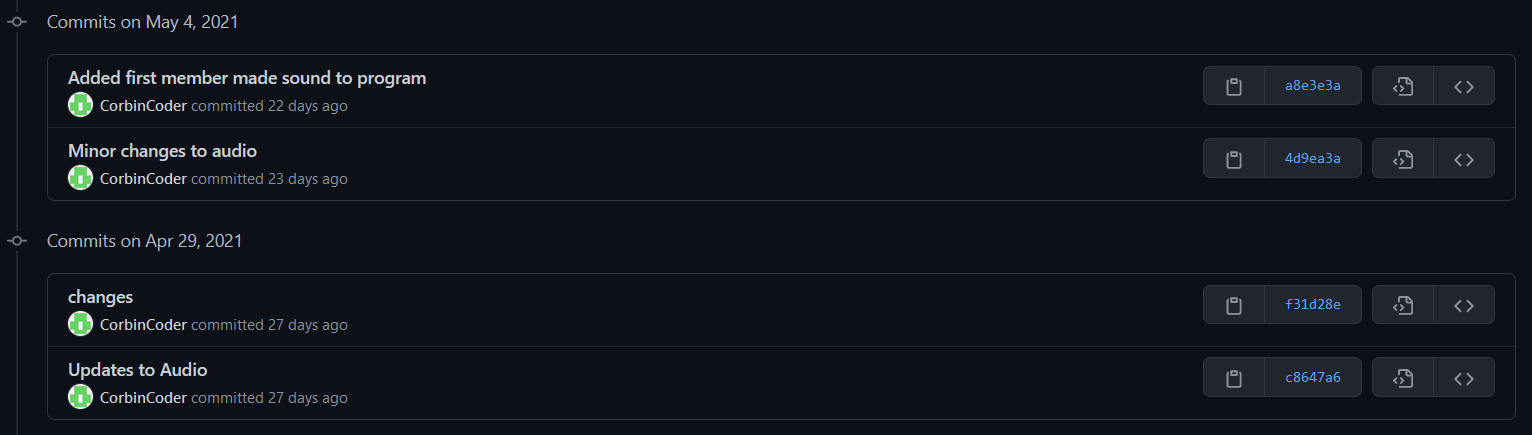 Commits on May 4, 2021
Added first member made sound to program
CorbinCoder committed 22 days ago
a8e3e3a
Minor changes to audio
CorbinCoder committed 23 days ago
4d9ea3a
Commits on Apr 29, 2021
changes
CorbinCoder committed 27 days ago
f31d28e
Updates to Audio
CorbinCoder committed 27 days ago
c8647a6